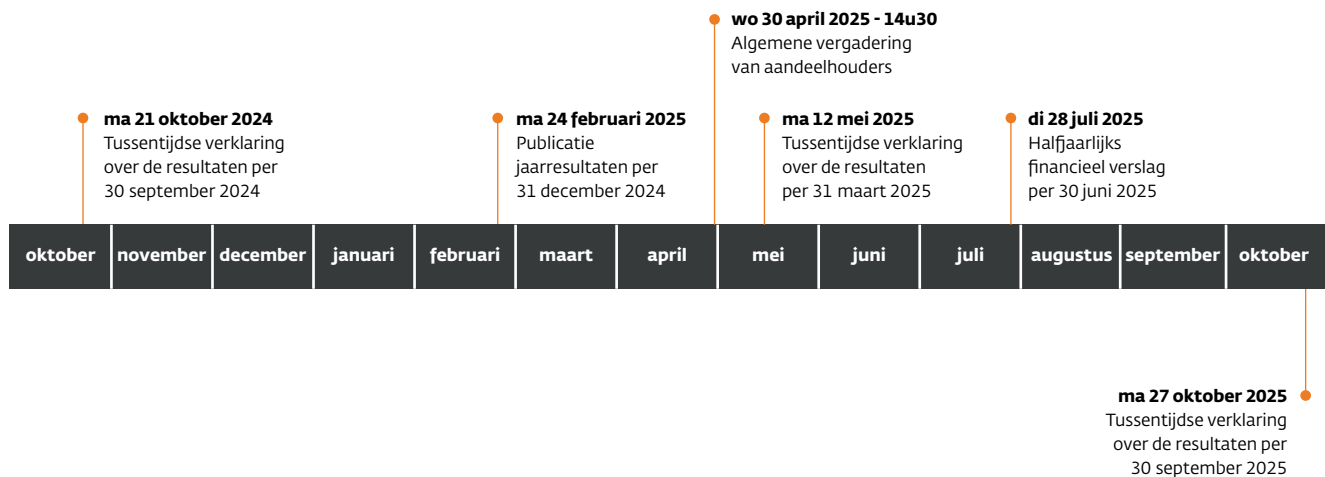 wo 30 april 2025 - 14u30
Algemene vergadering
van aandeelhouders
ma 21 oktober 2024
Tussentijdse verklaring
over de resultaten per
30 september 2024
ma 24 februari 2025
Publicatie
jaarresultaten per
31 december 2024
ma 12 mei 2025
Tussentijdse verklaring
over de resultaten
per 31 maart 2025
di 28 juli 2025
Halfjaarlijks
financieel verslag
per 30 juni 2025
oktober november december januari februari maart april mei juni juli augustus september oktober
ma 27 oktober 2025
Tussentijdse verklaring
over de resultaten per
30 september 2025